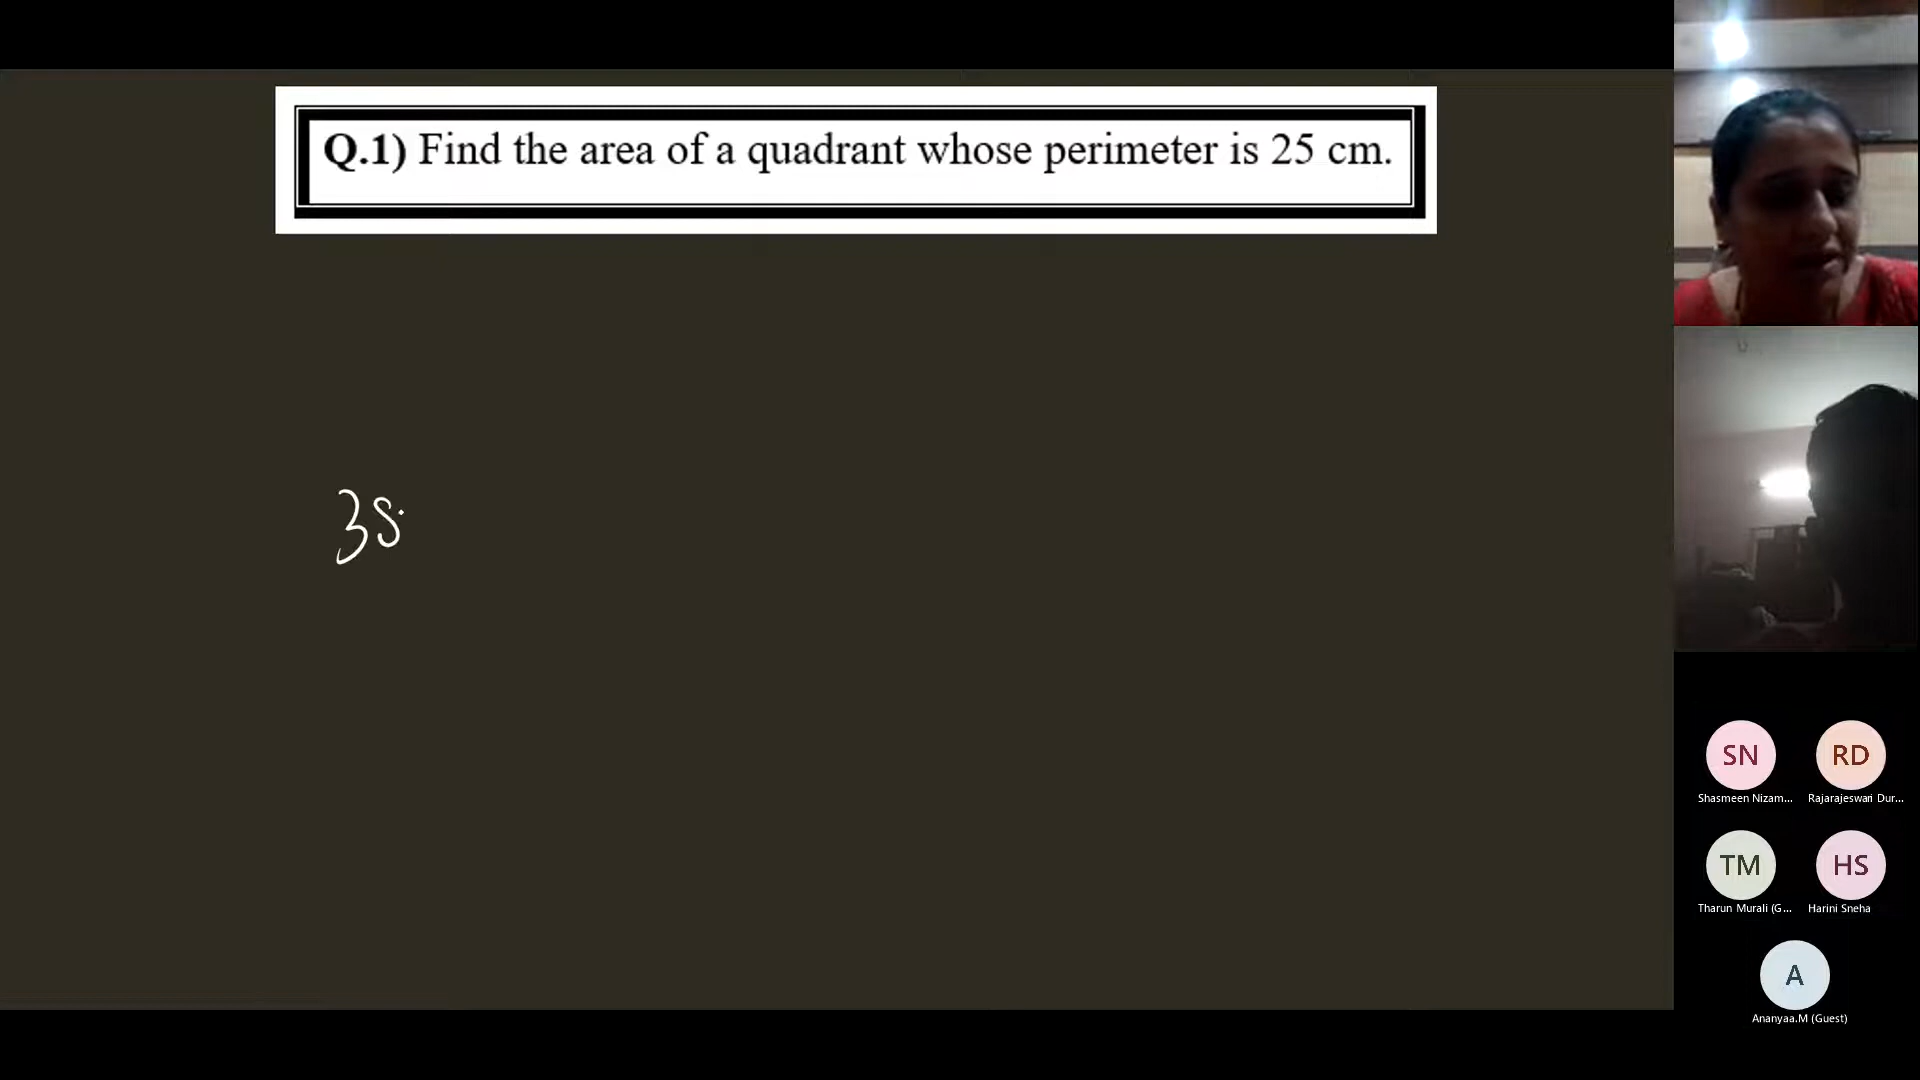 Q.1) Find the area of a quadrant whose perimeter is 25 cm.
38
SN
Shasmeen Nizam...
RD
Rajarajeswari Dur...
TM
Tharun Murali (G...
HS
Harini Sneha
A
Ananyaa.M (Guest)